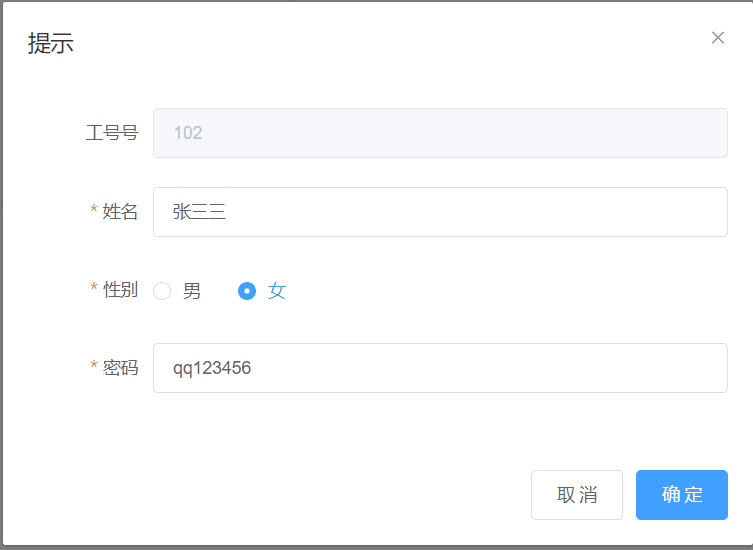 提示
工号号 102
* 姓名 张三三
* 性别 男 女
* 密码 qq123456
取消 确定